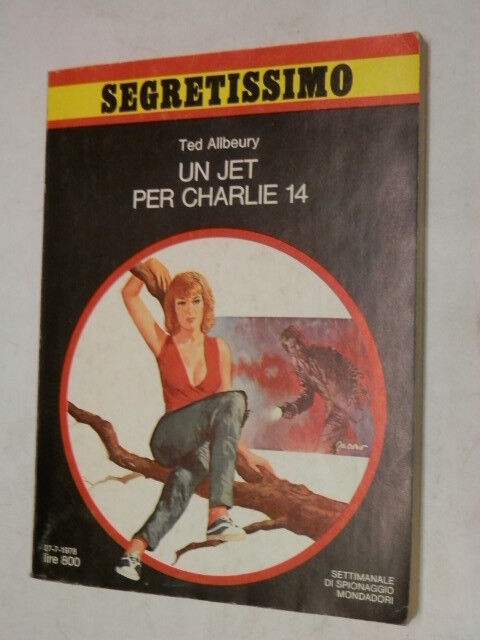 SEGRETISSIMO
Ted Allbeury
UN JET
PER CHARLIE 14
27-7-1978
lire 800
SETTIMANALE
DI SPIONAGGIO
MONDADORI